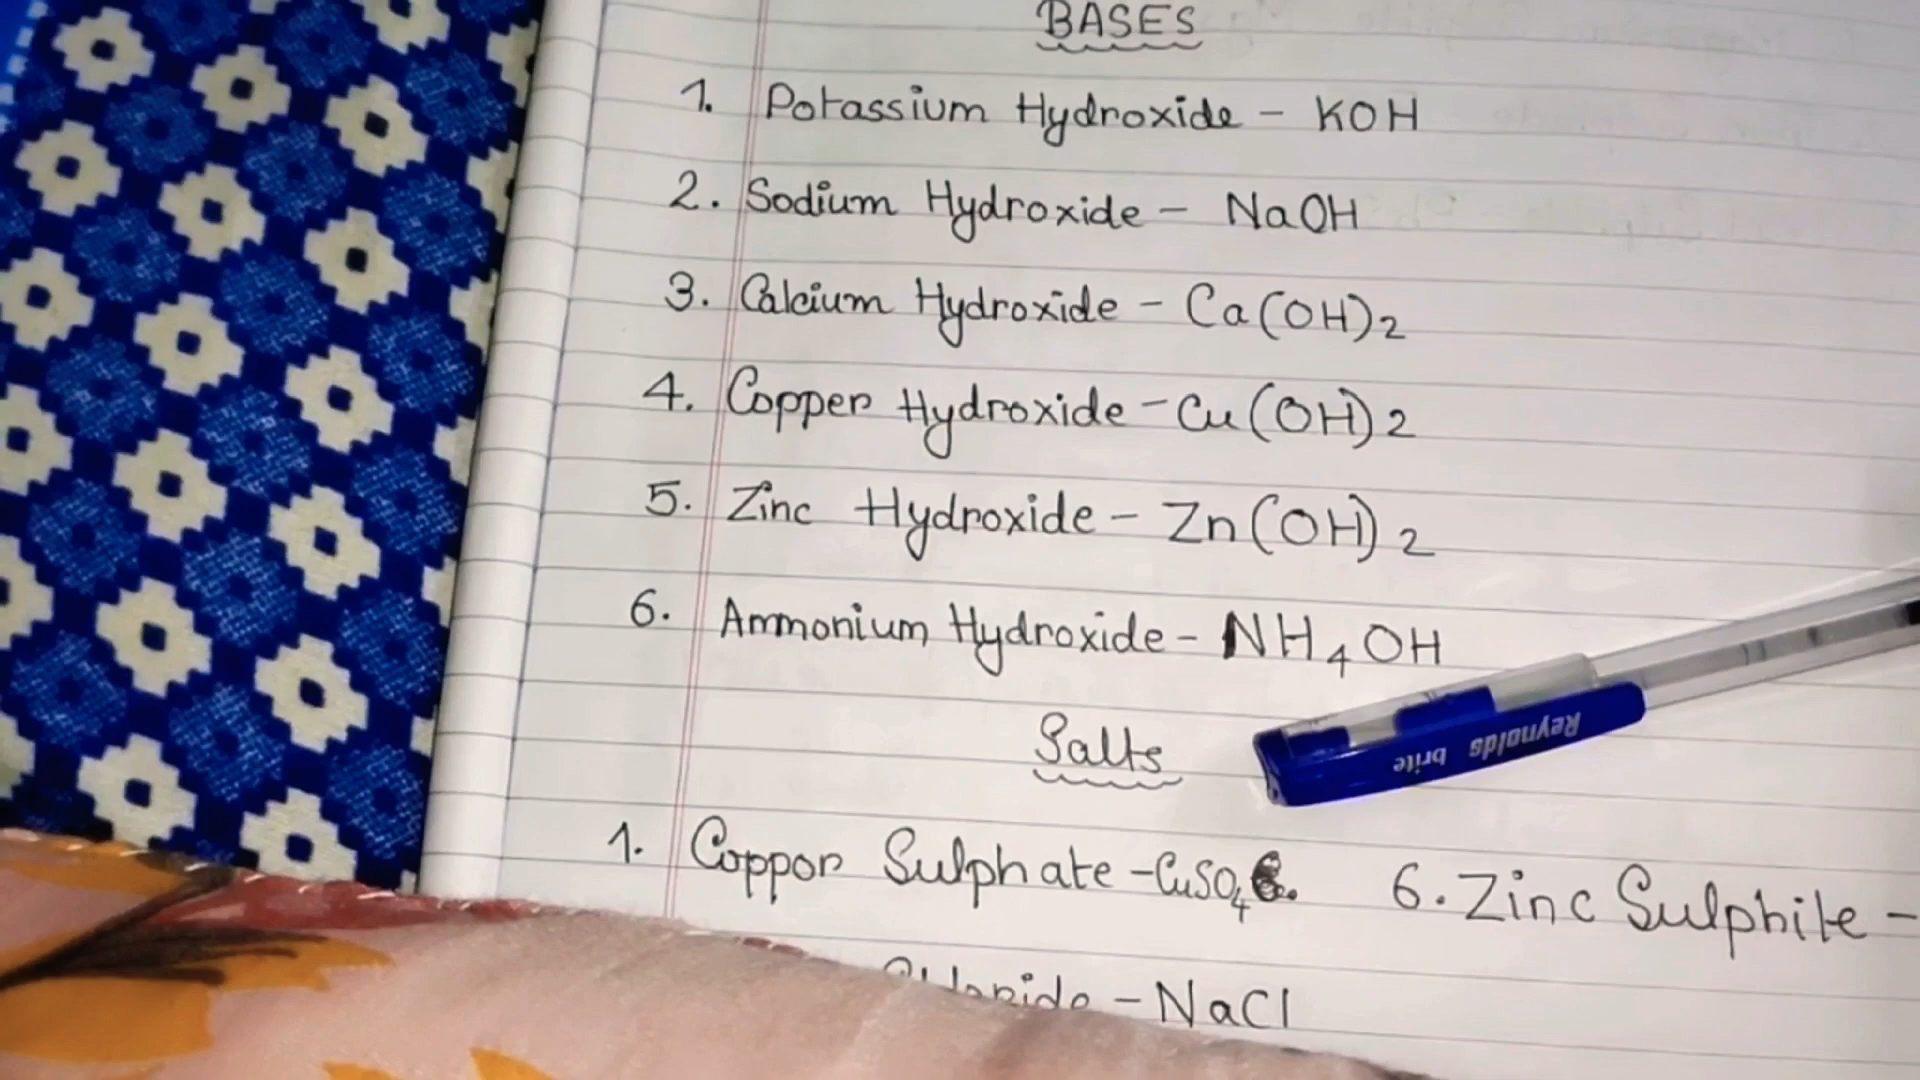 BASES
1. Potassium Hydroxide - KOH
2. Sodium Hydroxide - NaOH
3. Calcium Hydroxide - Ca(OH)2
4. Copper Hydroxide - Cu(OH)2
5. Zinc Hydroxide - Zn(OH)2
6. Ammonium Hydroxide - NH4OH
Salts
Reynolds brite
1. Coppor Sulphate - CuSO4 6. Zinc Sulphite -
- NaCl